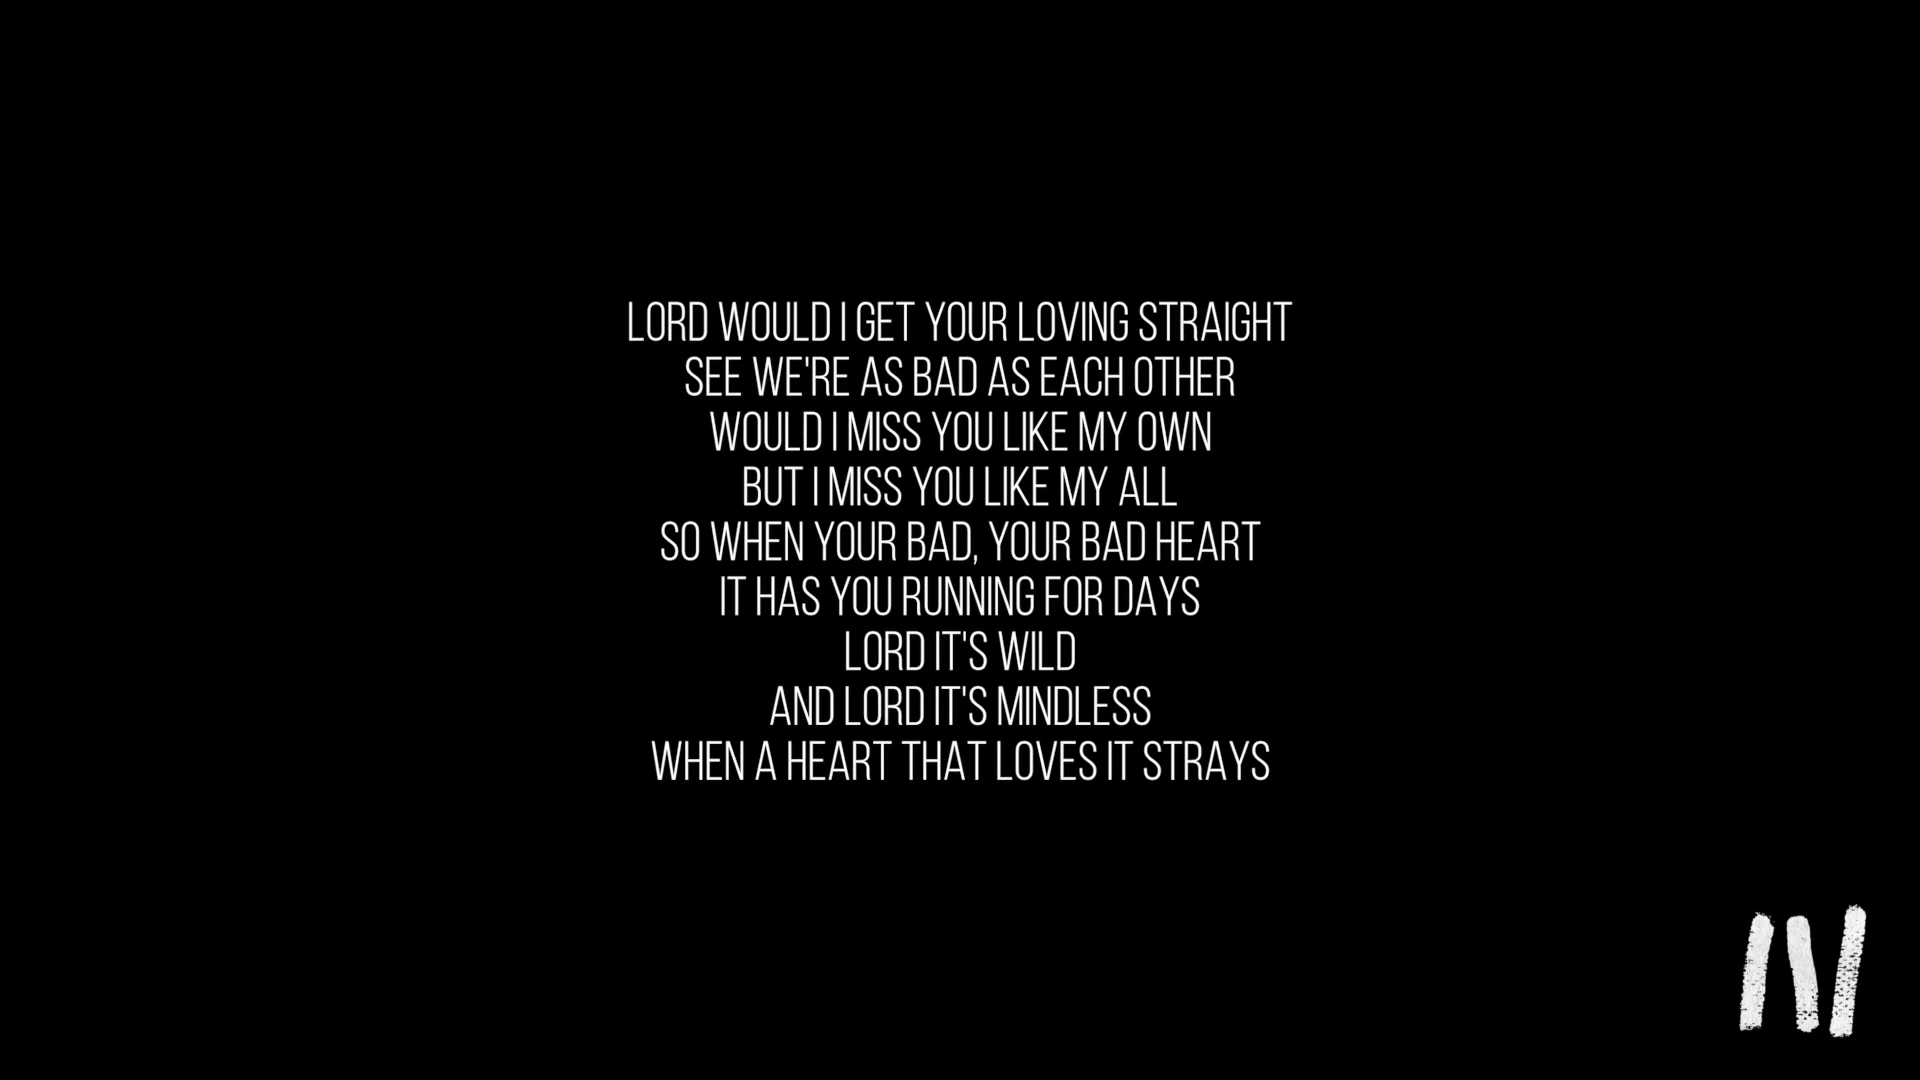 LORD WOULD I GET YOUR LOVING STRAIGHT
SEE WE'RE AS BAD AS EACH OTHER
WOULD I MISS YOU LIKE MY OWN
BUT I MISS YOU LIKE MY ALL
SO WHEN YOUR BAD, YOUR BAD HEART
IT HAS YOU RUNNING FOR DAYS
LORD IT'S WILD
AND LORD IT'S MINDLESS
WHEN A HEART THAT LOVES IT STRAYS